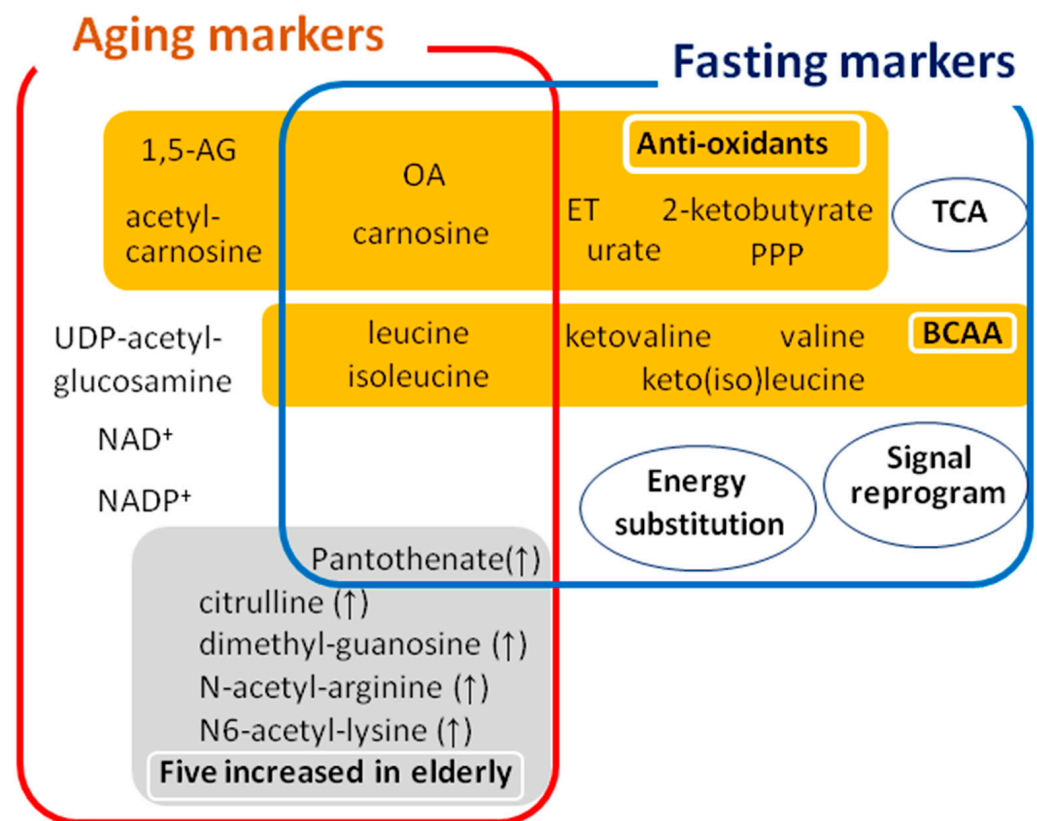 Aging markers
Fasting markers
1,5-AG
OA
Anti-oxidants
acetyl-
carnosine
carnosine
ET 2-ketobutyrate
urate PPP
TCA
UDP-acetyl-
glucosamine
leucine
isoleucine
ketovaline valine
keto(iso)leucine
BCAA
NAD⁺
NADP⁺
Energy
substitution
Signal
reprogram
Pantothenate(↑)
citrulline (↑)
dimethyl-guanosine (↑)
N-acetyl-arginine (↑)
N6-acetyl-lysine (↑)
Five increased in elderly